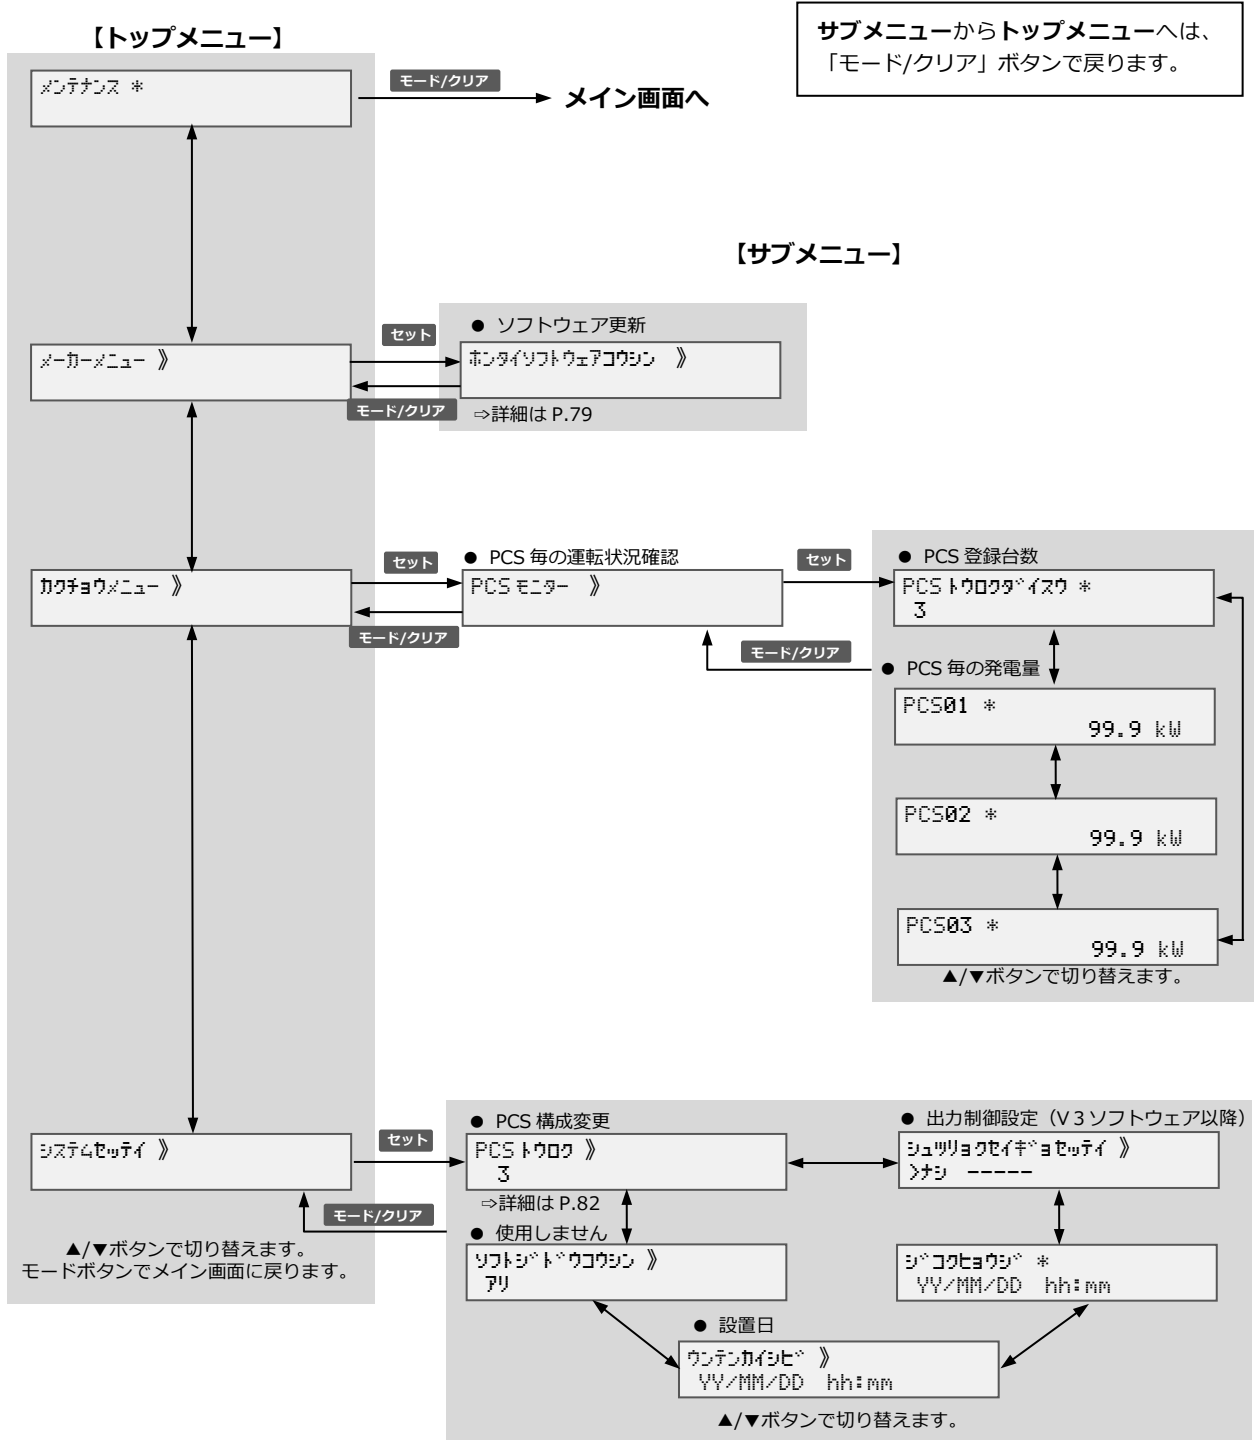 サブメニューからトップメニューへは、
「モード/クリア」ボタンで戻ります。
【トップメニュー】
メンテナンス *
モード/クリア
メイン画面へ
【サブメニュー】
メーカーメニュー 》
セット
モード/クリア
● ソフトウェア更新
ホンタイソフトウェアコウシン 》
⇨詳細は P.79
カクチョウメニュー 》
セット
モード/クリア
● PCS 毎の運転状況確認
PCS モニター 》
セット
モード/クリア
● PCS 登録台数
PCS トウロクダイスウ *
3
● PCS 毎の発電量
PCS01 *
99.9 kW
PCS02 *
99.9 kW
PCS03 *
99.9 kW
▲/▼ボタンで切り替えます。
システムセッテイ 》
セット
モード/クリア
▲/▼ボタンで切り替えます。
モードボタンでメイン画面に戻ります。
● PCS 構成変更
PCS トウロク 》
3
⇨詳細は P.82
● 出力制御設定（V３ソフトウェア以降）
シュツリョクセイギョセッテイ 》
>ナシ -----
● 使用しません
ソフトジドウコウシン 》
アリ
ジコクヒョウジ *
YY/MM/DD hh:mm
● 設置日
ウンテンカイシビ 》
YY/MM/DD hh:mm
▲/▼ボタンで切り替えます。